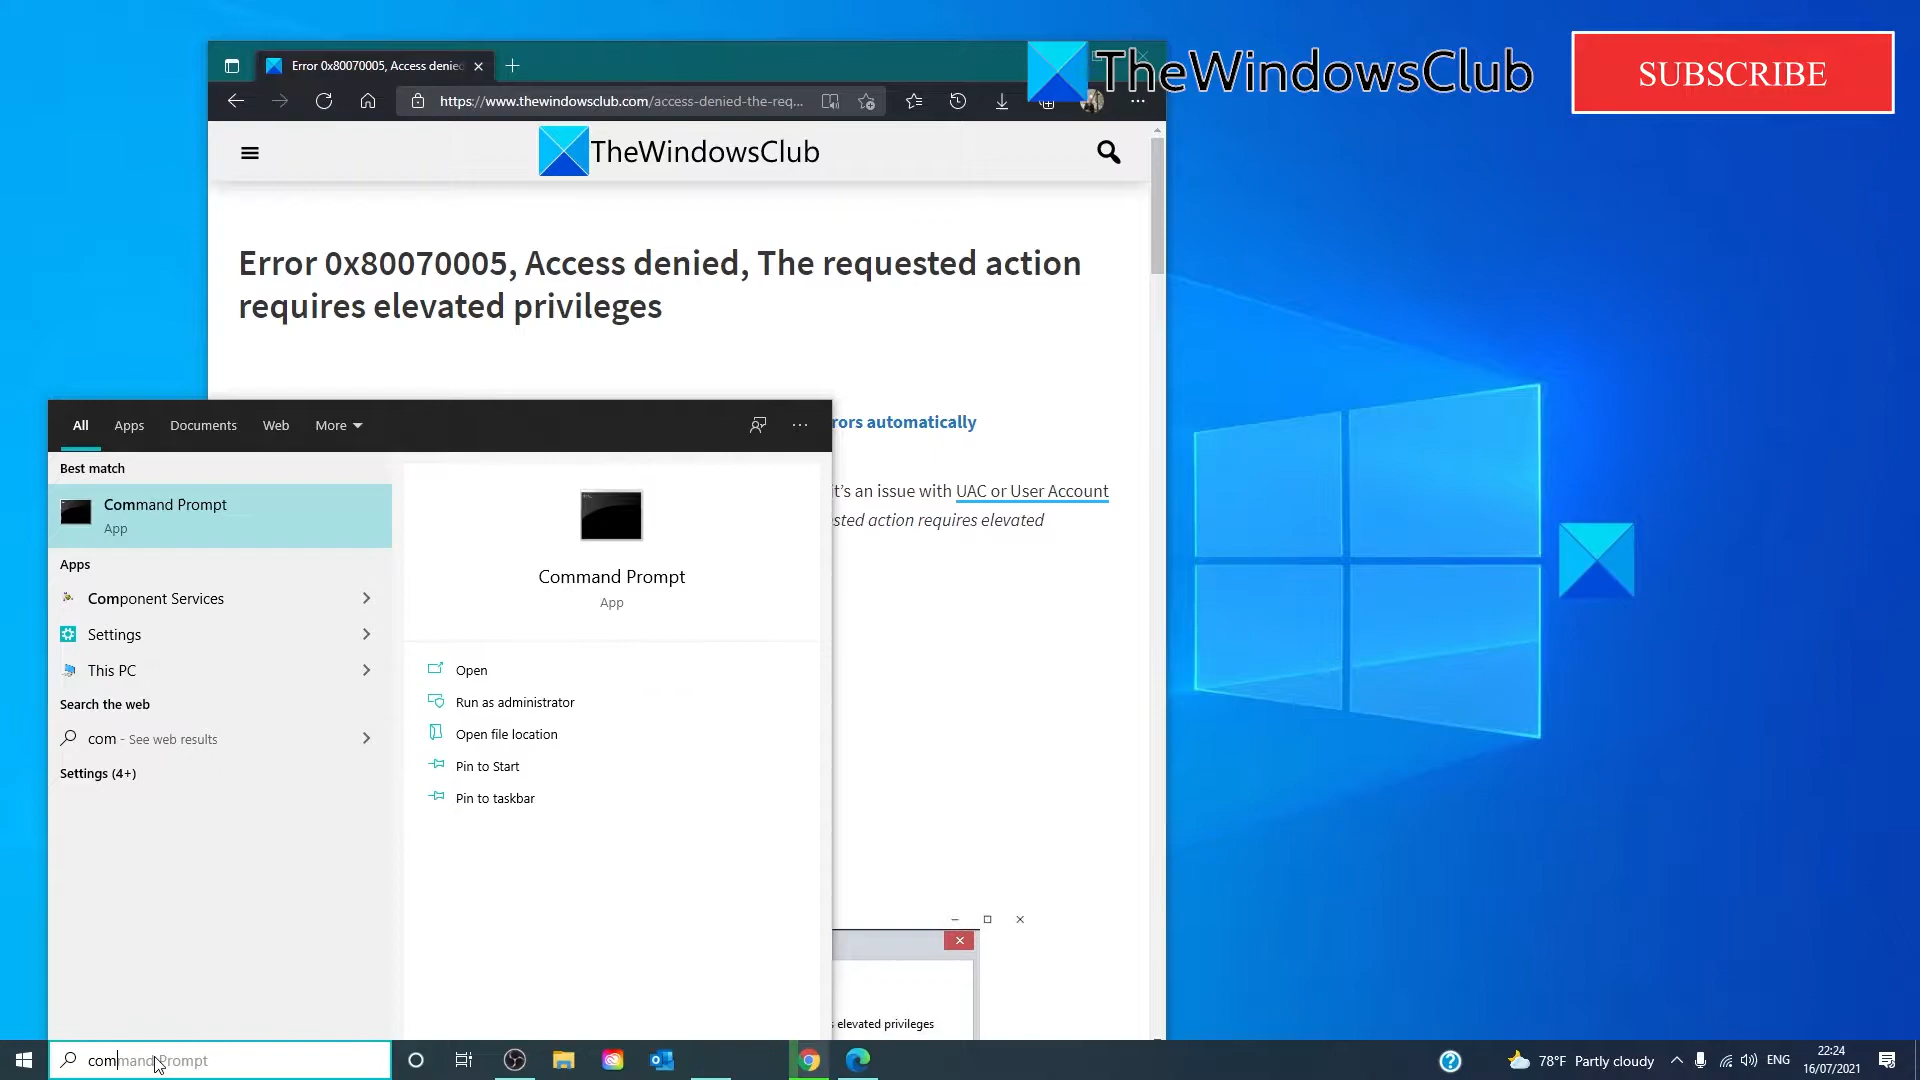 Error 0x80070005, Access denied
https://www.thewindowsclub.com/access-denied-the-req...
TheWindowsClub
SUBSCRIBE
TheWindowsClub
Error 0x80070005, Access denied, The requested action
requires elevated privileges
rors automatically
it's an issue with UAC or User Account
sted action requires elevated
All
Apps
Documents
Web
More
Best match
Command Prompt
App
Apps
Component Services
Settings
This PC
Search the web
com - See web results
Settings (4+)
Command Prompt
App
Open
Run as administrator
Open file location
Pin to Start
Pin to taskbar
s elevated privileges
command Prompt
78°F Partly cloudy
ENG
22:24
16/07/2021